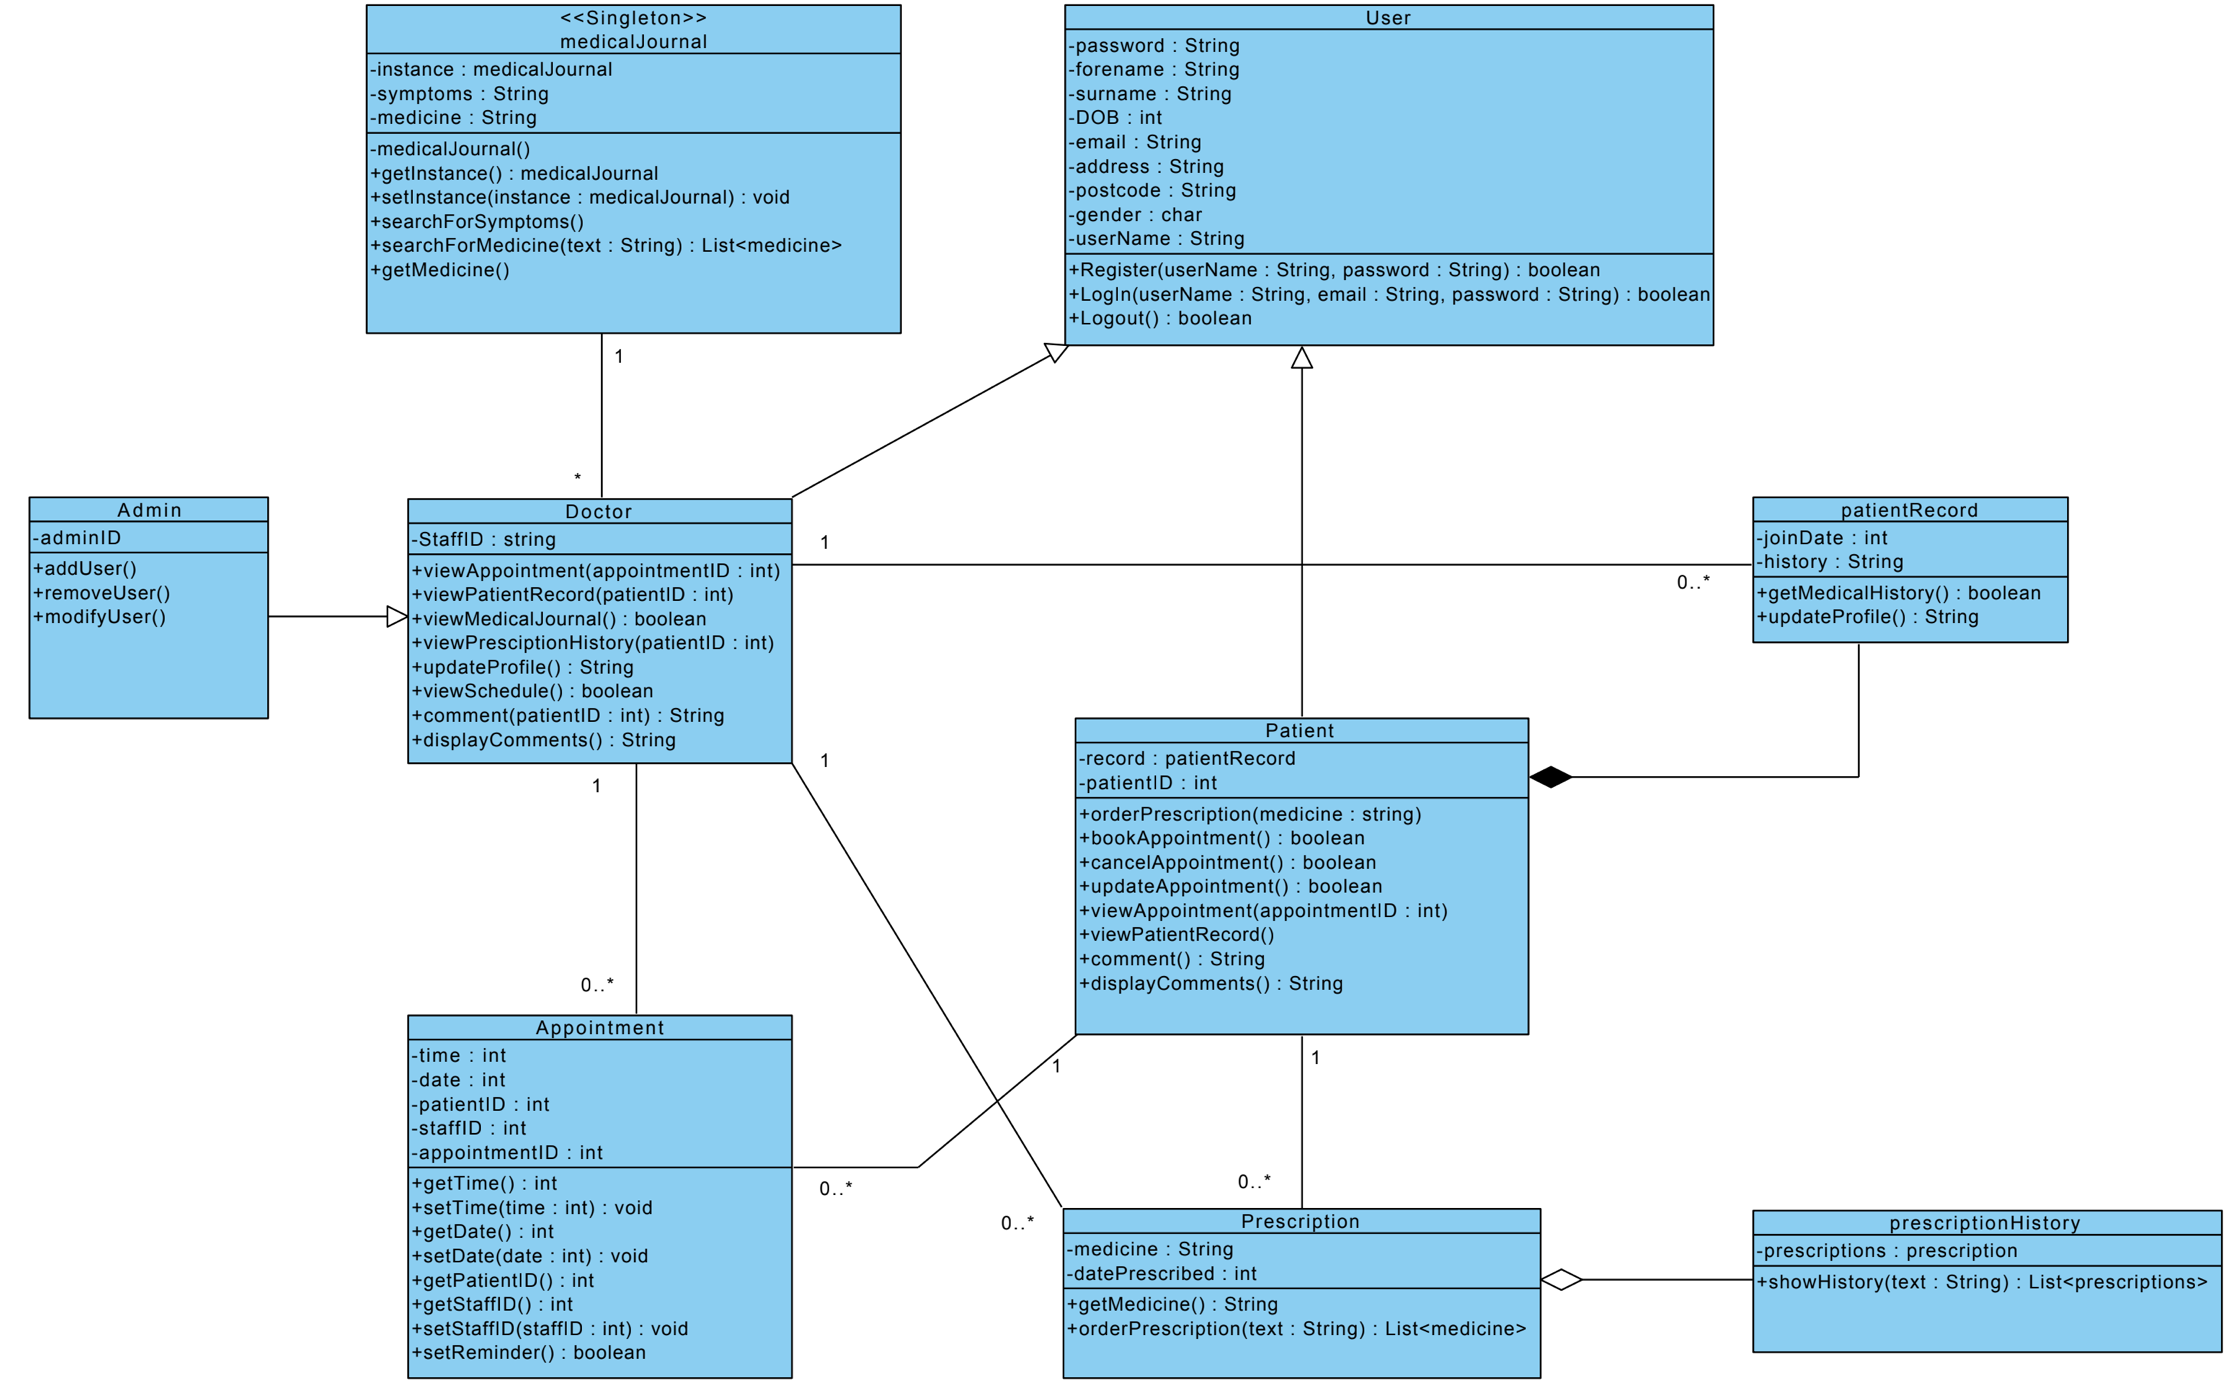 <<Singleton>>
medicalJournal
-instance : medicalJournal
-symptoms : String
-medicine : String
-medicalJournal()
+getInstance() : medicalJournal
+setInstance(instance : medicalJournal) : void
+searchForSymptoms()
+searchForMedicine(text : String) : List<medicine>
+getMedicine()
User
-password : String
-forename : String
-surname : String
-DOB : int
-email : String
-address : String
-postcode : String
-gender : char
-userName : String
+Register(userName : String, password : String) : boolean
+LogIn(userName : String, email : String, password : String) : boolean
+Logout() : boolean
1
*
Admin
-adminID
+addUser()
+removeUser()
+modifyUser()
Doctor
-StaffID : string
+viewAppointment(appointmentID : int)
+viewPatientRecord(patientID : int)
+viewMedicalJournal() : boolean
+viewPresciptionHistory(patientID : int)
+updateProfile() : String
+viewSchedule() : boolean
+comment(patientID : int) : String
+displayComments() : String
1
0..*
patientRecord
-joinDate : int
-history : String
+getMedicalHistory() : boolean
+updateProfile() : String
Patient
-record : patientRecord
-patientID : int
+orderPrescription(medicine : string)
+bookAppointment() : boolean
+cancelAppointment() : boolean
+updateAppointment() : boolean
+viewAppointment(appointmentID : int)
+viewPatientRecord()
+comment() : String
+displayComments() : String
1
1
0..*
Appointment
-time : int
-date : int
-patientID : int
-staffID : int
-appointmentID : int
+getTime() : int
+setTime(time : int) : void
+getDate() : int
+setDate(date : int) : void
+getPatientID() : int
+getStaffID() : int
+setStaffID(staffID : int) : void
+setReminder() : boolean
1
0..*
1
0..*
0..*
Prescription
-medicine : String
-datePrescribed : int
+getMedicine() : String
+orderPrescription(text : String) : List<medicine>
prescriptionHistory
-prescriptions : prescription
+showHistory(text : String) : List<prescriptions>